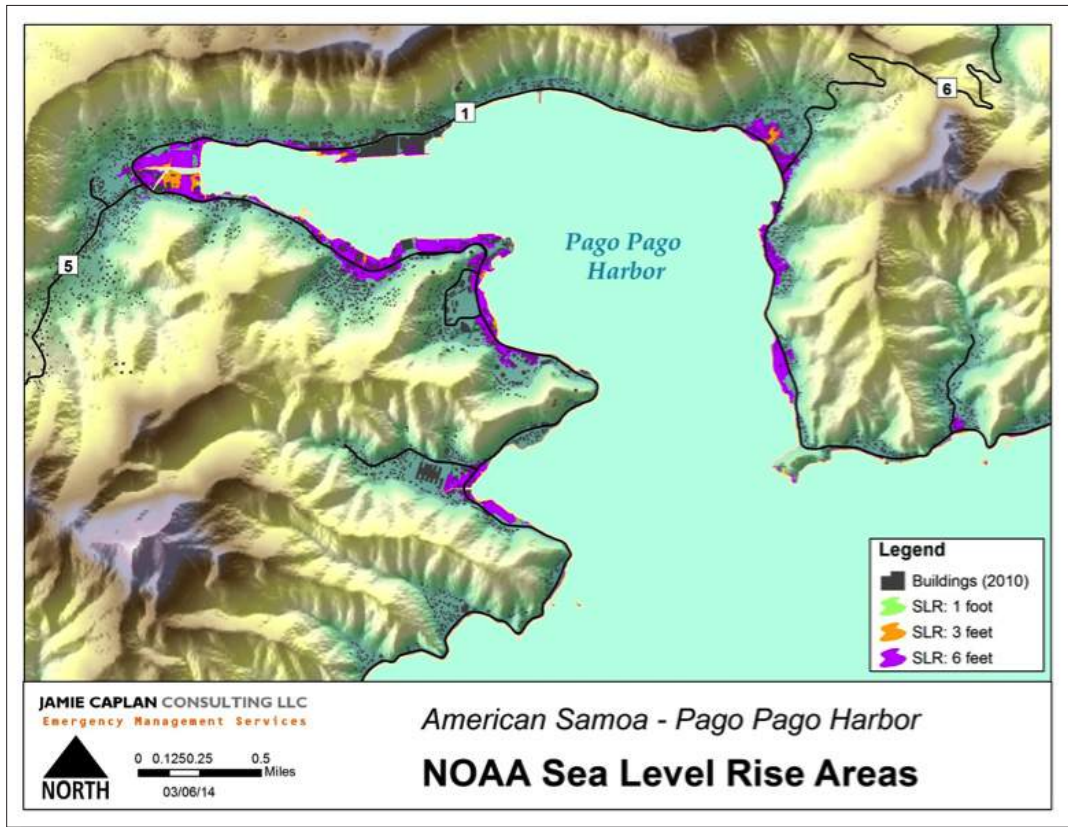 1
6
5
Pago Pago
Harbor
Legend
Buildings (2010)
SLR: 1 foot
SLR: 3 feet
SLR: 6 feet
JAMIE CAPLAN CONSULTING LLC
Emergency Management Services
NORTH
0 0.1250.25 0.5
Miles
03/06/14
American Samoa - Pago Pago Harbor
NOAA Sea Level Rise Areas